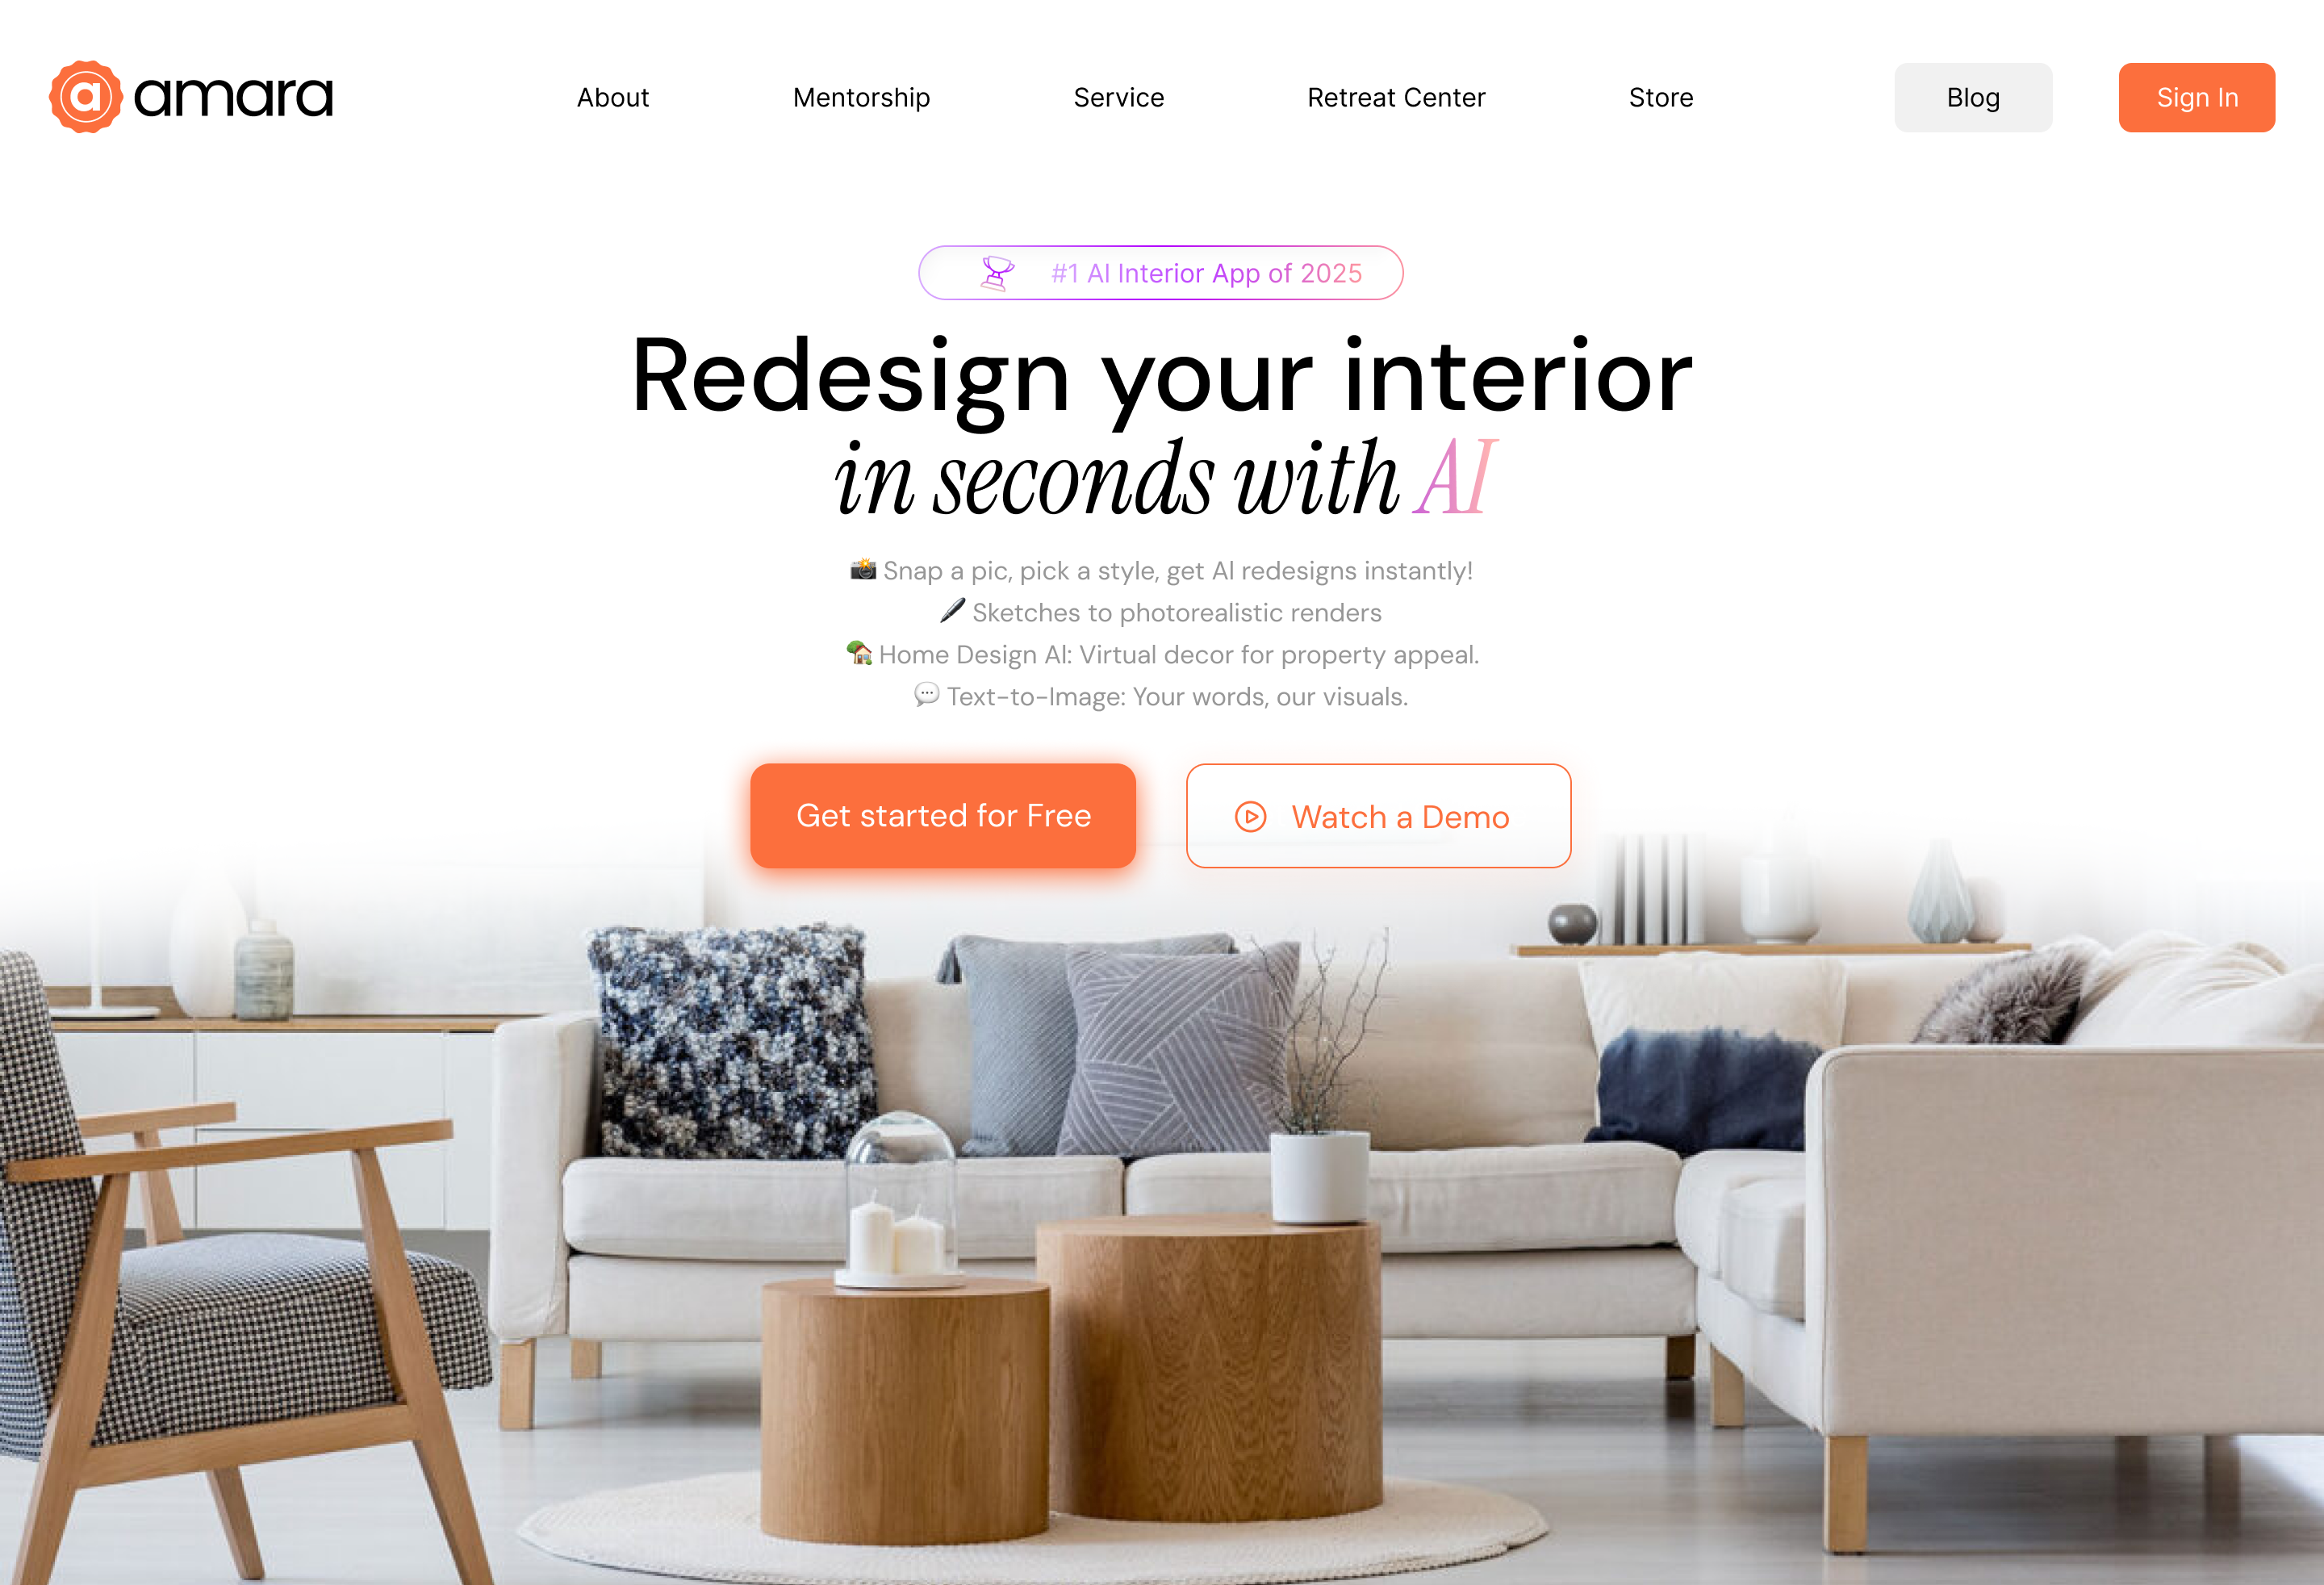 a amara
About
Mentorship
Service
Retreat Center
Store
Blog
Sign In
#1 AI Interior App of 2025
Redesign your interior
in seconds with AI
📸 Snap a pic, pick a style, get AI redesigns instantly!
🖋️ Sketches to photorealistic renders
🏡 Home Design AI: Virtual decor for property appeal.
💬 Text-to-Image: Your words, our visuals.
Get started for Free
Watch a Demo